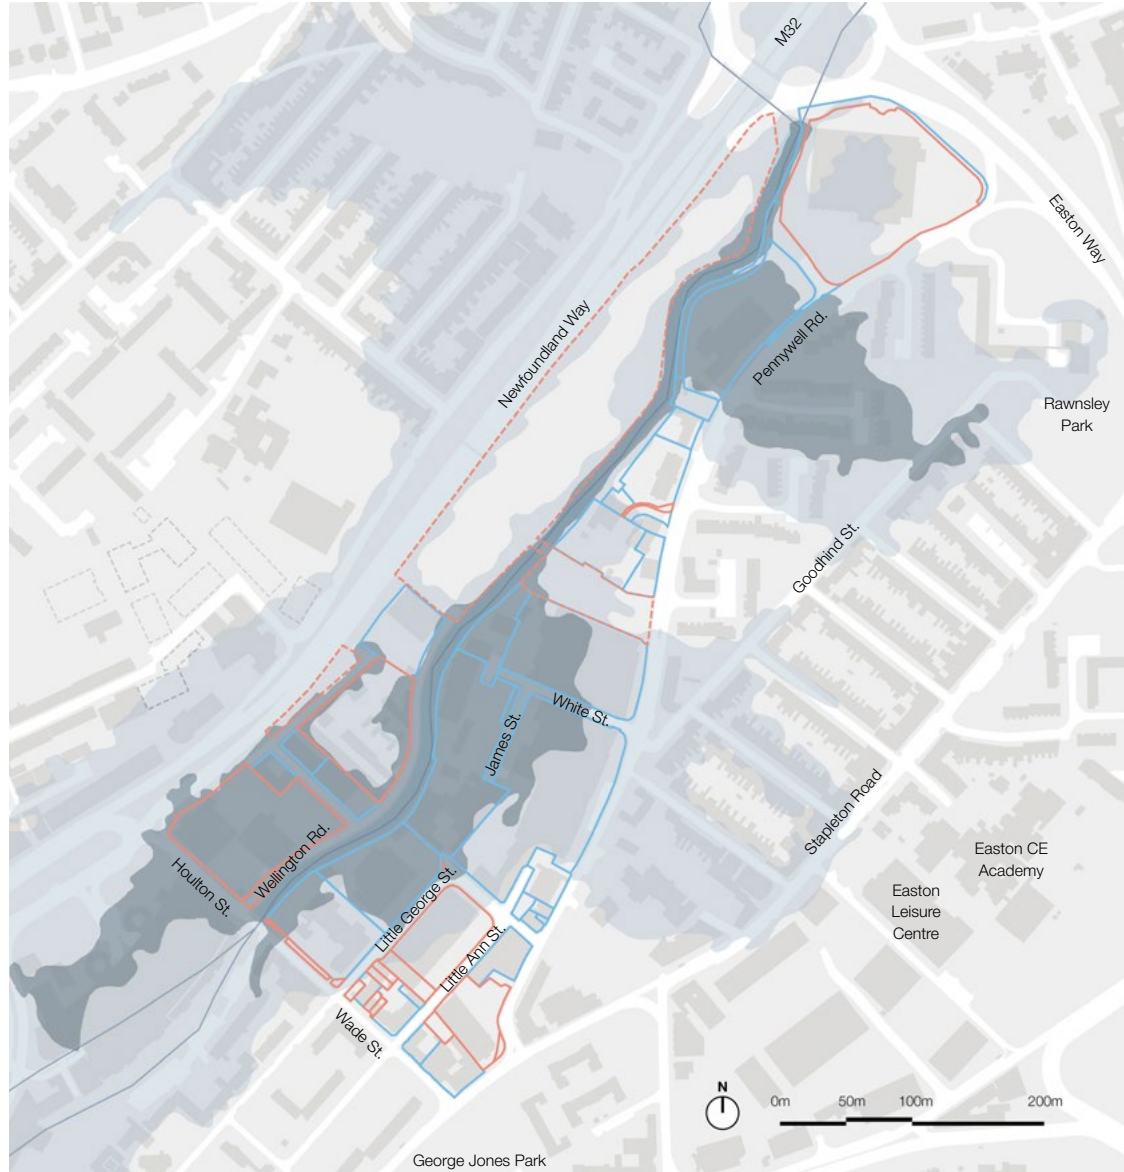 M32
Easton Way
Newfoundland Way
Pennywell Rd.
Rawnsley
Park
Goodhind St.
White St.
James St.
Stapleton Road
Easton CE
Academy
Easton
Leisure
Centre
Wellington Rd.
Houlton St.
Little George St.
Little Ann St.
Wade St.
N
0m 50m 100m 200m
George Jones Park